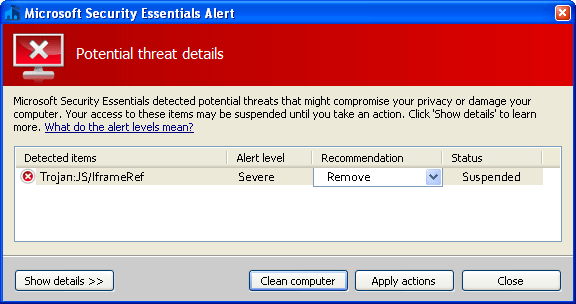 Microsoft Security Essentials Alert
Potential threat details
Microsoft Security Essentials detected potential threats that might compromise your privacy or damage your
computer. Your access to these items may be suspended until you take an action. Click 'Show details' to learn
more. What do the alert levels mean?
Detected items Alert level Recommendation Status
Trojan:JS/IframeRef Severe Remove Suspended
Show details >> Clean computer Apply actions Close